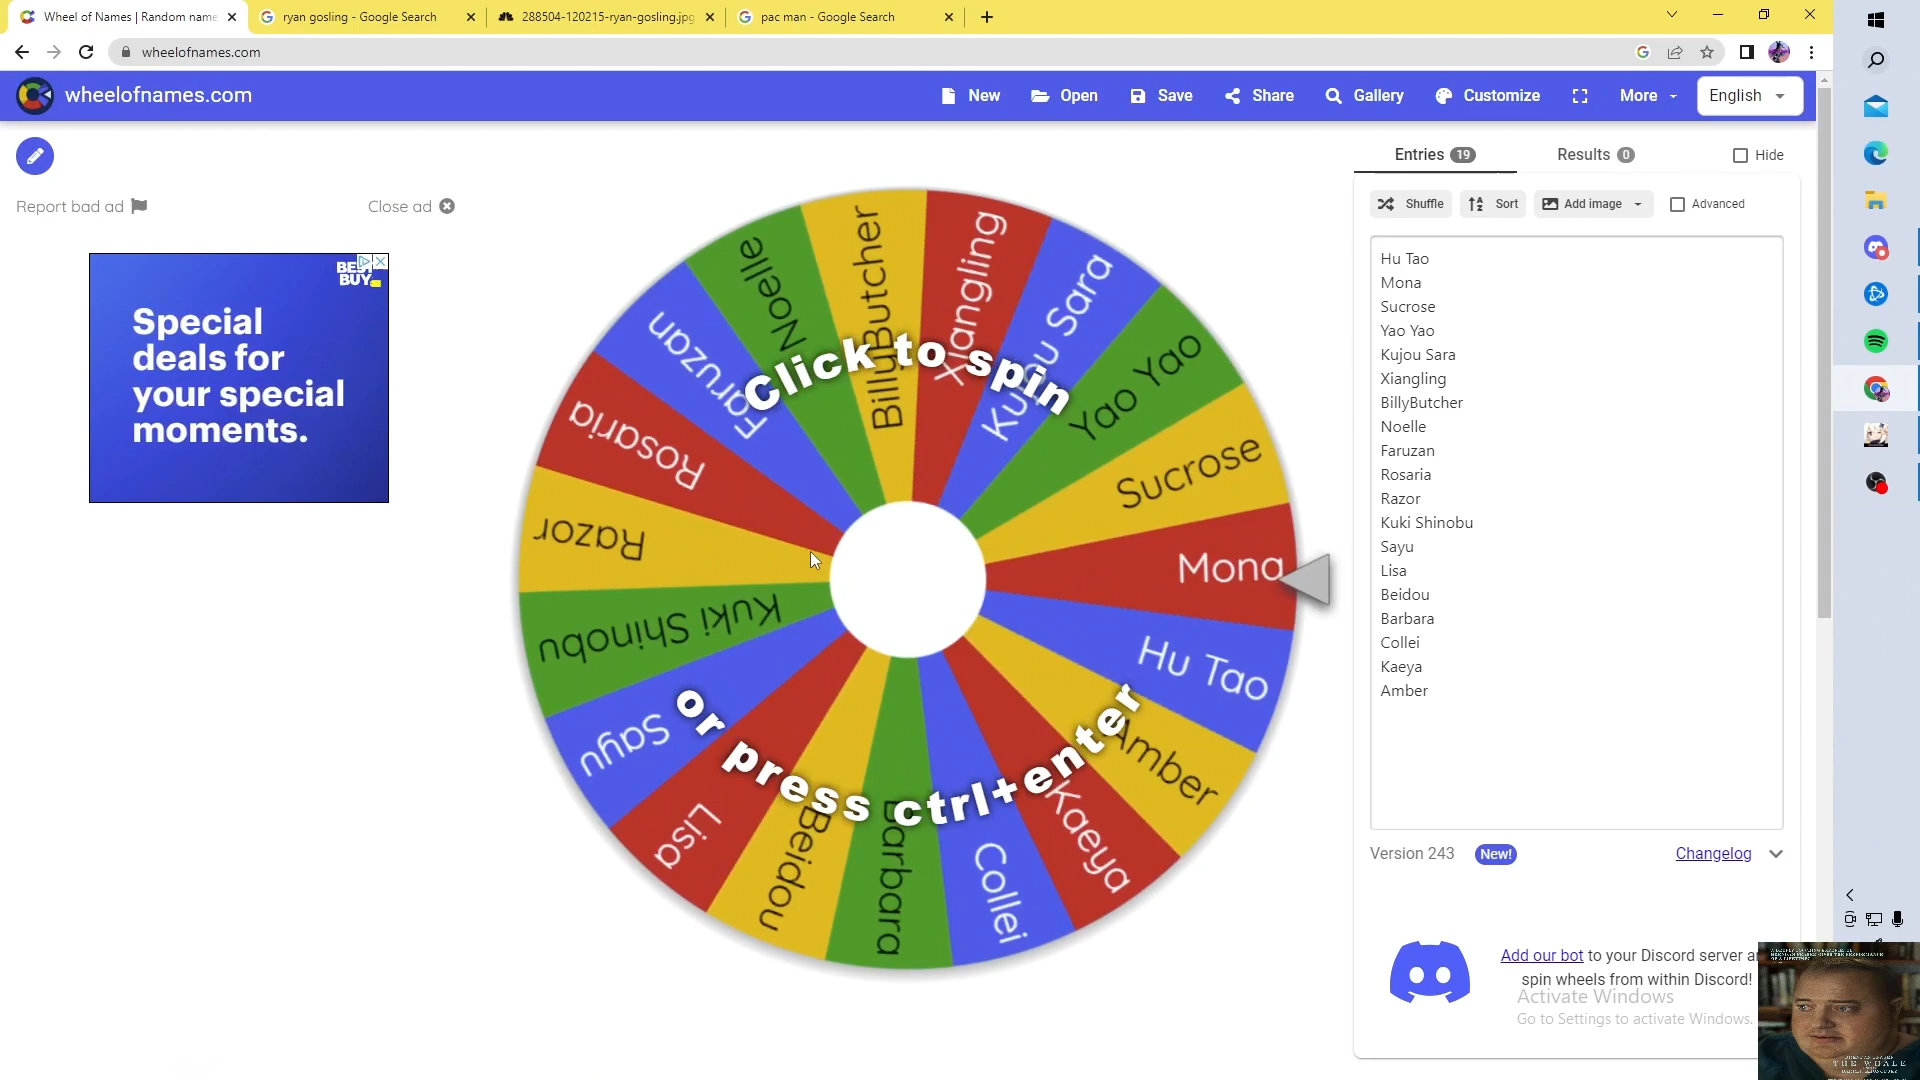 Wheel of Names | Random name
ryan gosling - Google Search
288504-120215-ryan-gosling.jpg
pac man - Google Search
wheelofnames.com
wheelofnames.com
New
Open
Save
Share
Gallery
Customize
More
English
Report bad ad
Close ad
BEST
BUY
Special
deals for
your special
moments.
Click to spin
or press ctrl+enter
Noelle
BillyButcher
Xiangling
Kujou Sara
Yao Yao
Sucrose
Mona
Hu Tao
Amber
Kaeya
Collei
Barbara
Beidou
Lisa
Sayu
Kuki Shinobu
Razor
Rosaria
Faruzan
Entries 19
Results 0
Hide
Shuffle
Sort
Add image
Advanced
Hu Tao
Mona
Sucrose
Yao Yao
Kujou Sara
Xiangling
BillyButcher
Noelle
Faruzan
Rosaria
Razor
Kuki Shinobu
Sayu
Lisa
Beidou
Barbara
Collei
Kaeya
Amber
Version 243
New!
Changelog
Add our bot to your Discord server a
spin wheels from within Discord!
Activate Windows
Go to Settings to activate Windows.
THE WHALE